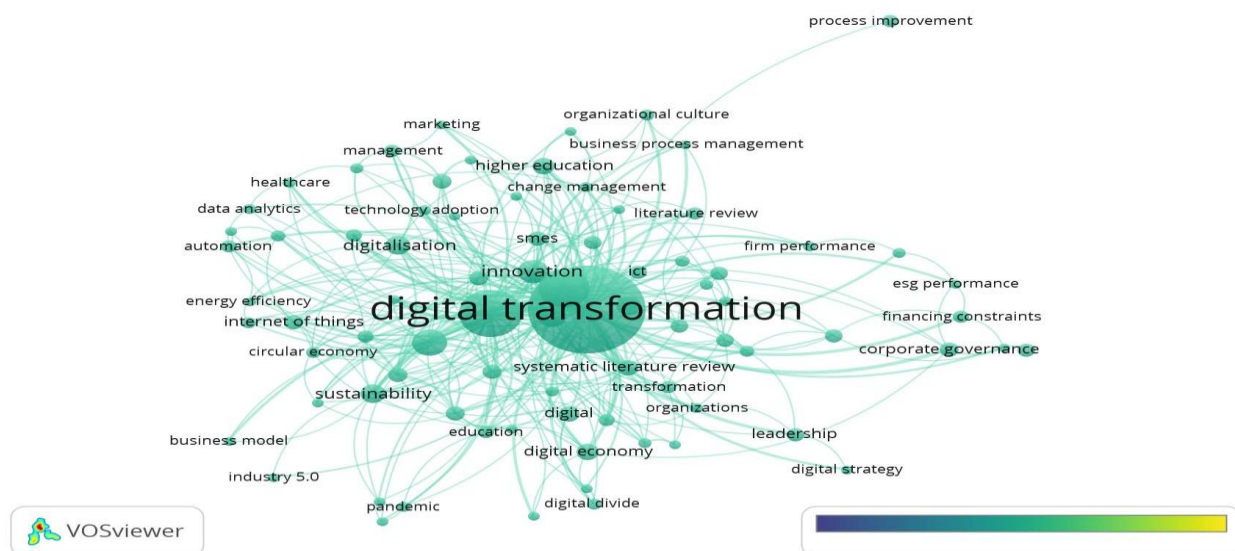 process improvement
organizational culture
marketing
business process management
management
higher education
healthcare
change management
data analytics
technology adoption
literature review
smes
automation
digitalisation
firm performance
innovation
ict
esg performance
energy efficiency
digital transformation
internet of things
financing constraints
circular economy
corporate governance
systematic literature review
transformation
sustainability
organizations
digital
business model
education
leadership
digital economy
digital strategy
industry 5.0
pandemic
digital divide
VOSviewer